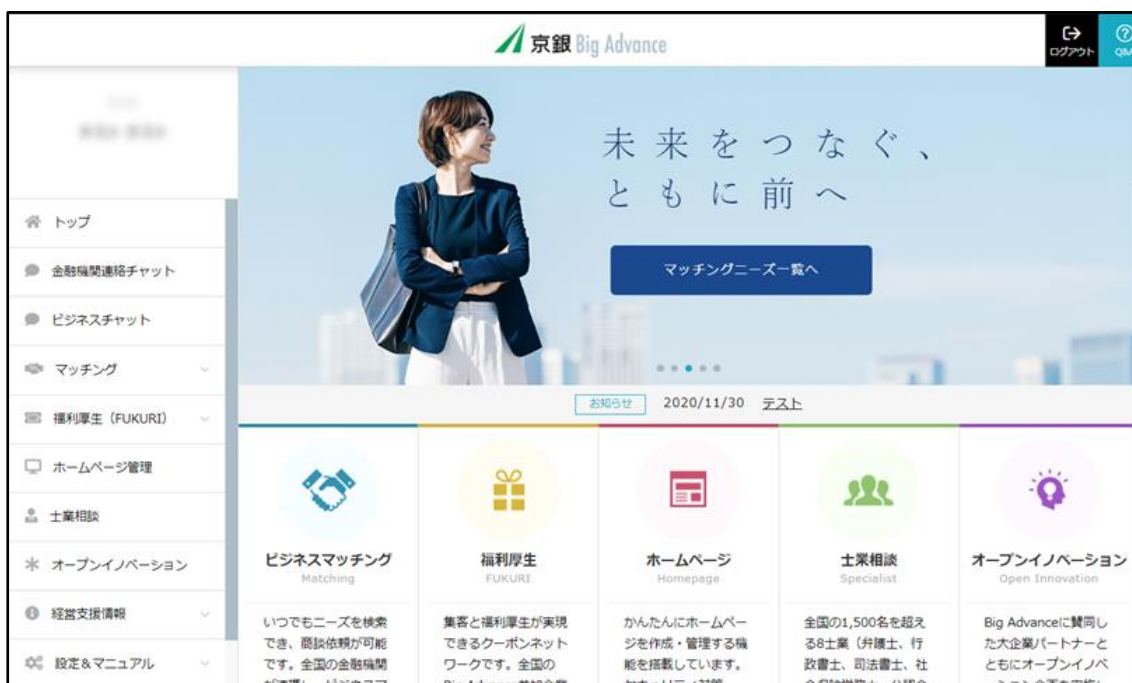 京銀 Big Advance
ログアウト
Q&A
未来をつなぐ、
ともに前へ
マッチングニーズ一覧へ
トップ
金融機関連絡チャット
ビジネスチャット
マッチング
福利厚生（FUKURI）
ホームページ管理
士業相談
オープンイノベーション
経営支援情報
設定&マニュアル
お知らせ 2020/11/30 テスト
ビジネスマッチング
Matching
いつでもニーズを検索
でき、商談依頼が可能
です。全国の金融機関
福利厚生
FUKURI
集客と福利厚生が実現
できるクーポンネット
ワークです。全国の
ホームページ
Homepage
かんたんにホームペー
ジを作成・管理する機
能を搭載しています。
士業相談
Specialist
全国の1,500名を超え
る8士業（弁護士、行
政書士、司法書士、社
オープンイノベーション
Open Innovation
Big Advanceに賛同し
た大企業パートナーと
ともにオープンイノベ